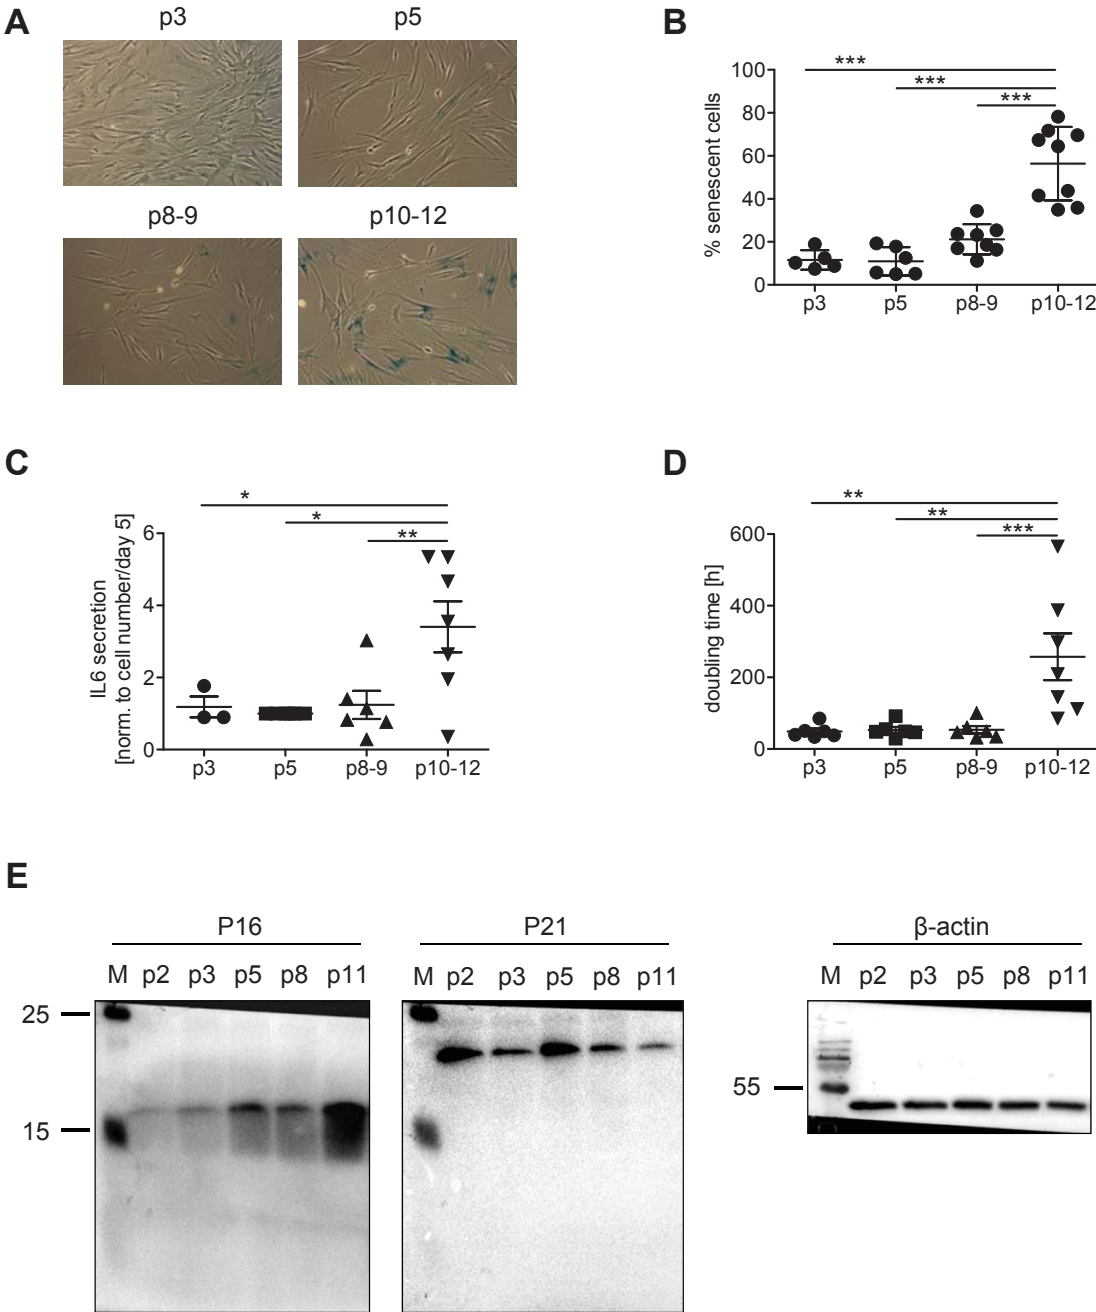 A
p3 p5
p8-9 p10-12
B
*** 
***
***
% senescent cells
100
80
60
40
20
0
p3 p5 p8-9 p10-12
C
*
*
**
IL6 secretion
[norm. to cell number/day 5]
6
4
2
0
p3 p5 p8-9 p10-12
D
**
**
***
doubling time [h]
600
400
200
0
p3 p5 p8-9 p10-12
E
P16
M p2 p3 p5 p8 p11
25
15
P21
M p2 p3 p5 p8 p11
β-actin
M p2 p3 p5 p8 p11
55